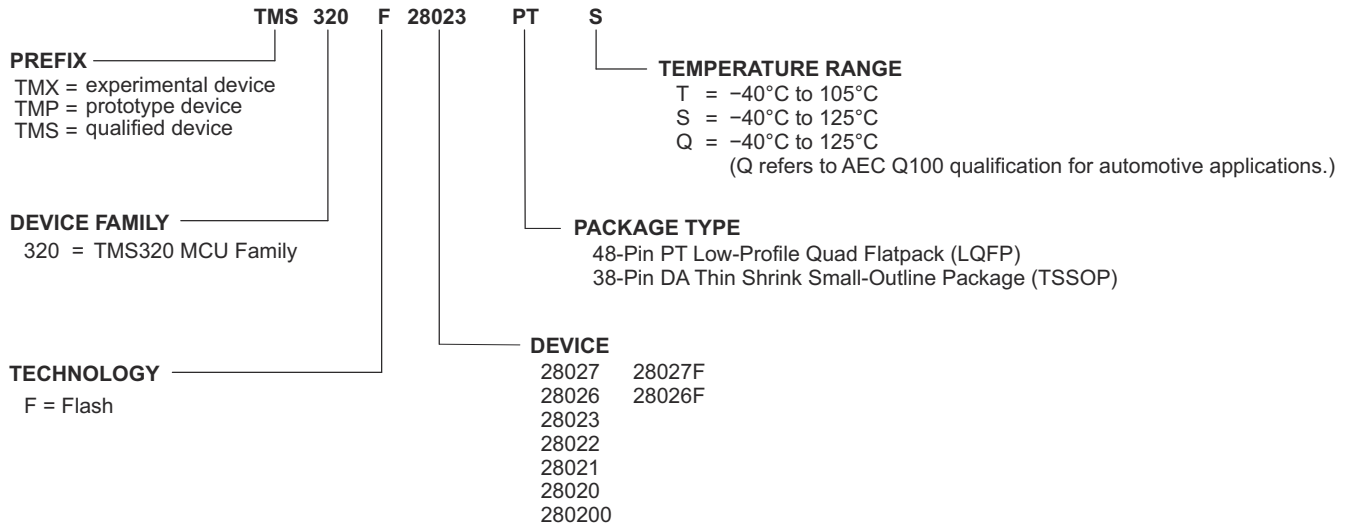 TMS 320 F 28023 PT S
PREFIX
TMX = experimental device
TMP = prototype device
TMS = qualified device
TEMPERATURE RANGE
T = −40°C to 105°C
S = −40°C to 125°C
Q = −40°C to 125°C
(Q refers to AEC Q100 qualification for automotive applications.)
DEVICE FAMILY
320 = TMS320 MCU Family
PACKAGE TYPE
48-Pin PT Low-Profile Quad Flatpack (LQFP)
38-Pin DA Thin Shrink Small-Outline Package (TSSOP)
TECHNOLOGY
F = Flash
DEVICE
28027 28027F
28026 28026F
28023
28022
28021
28020
280200